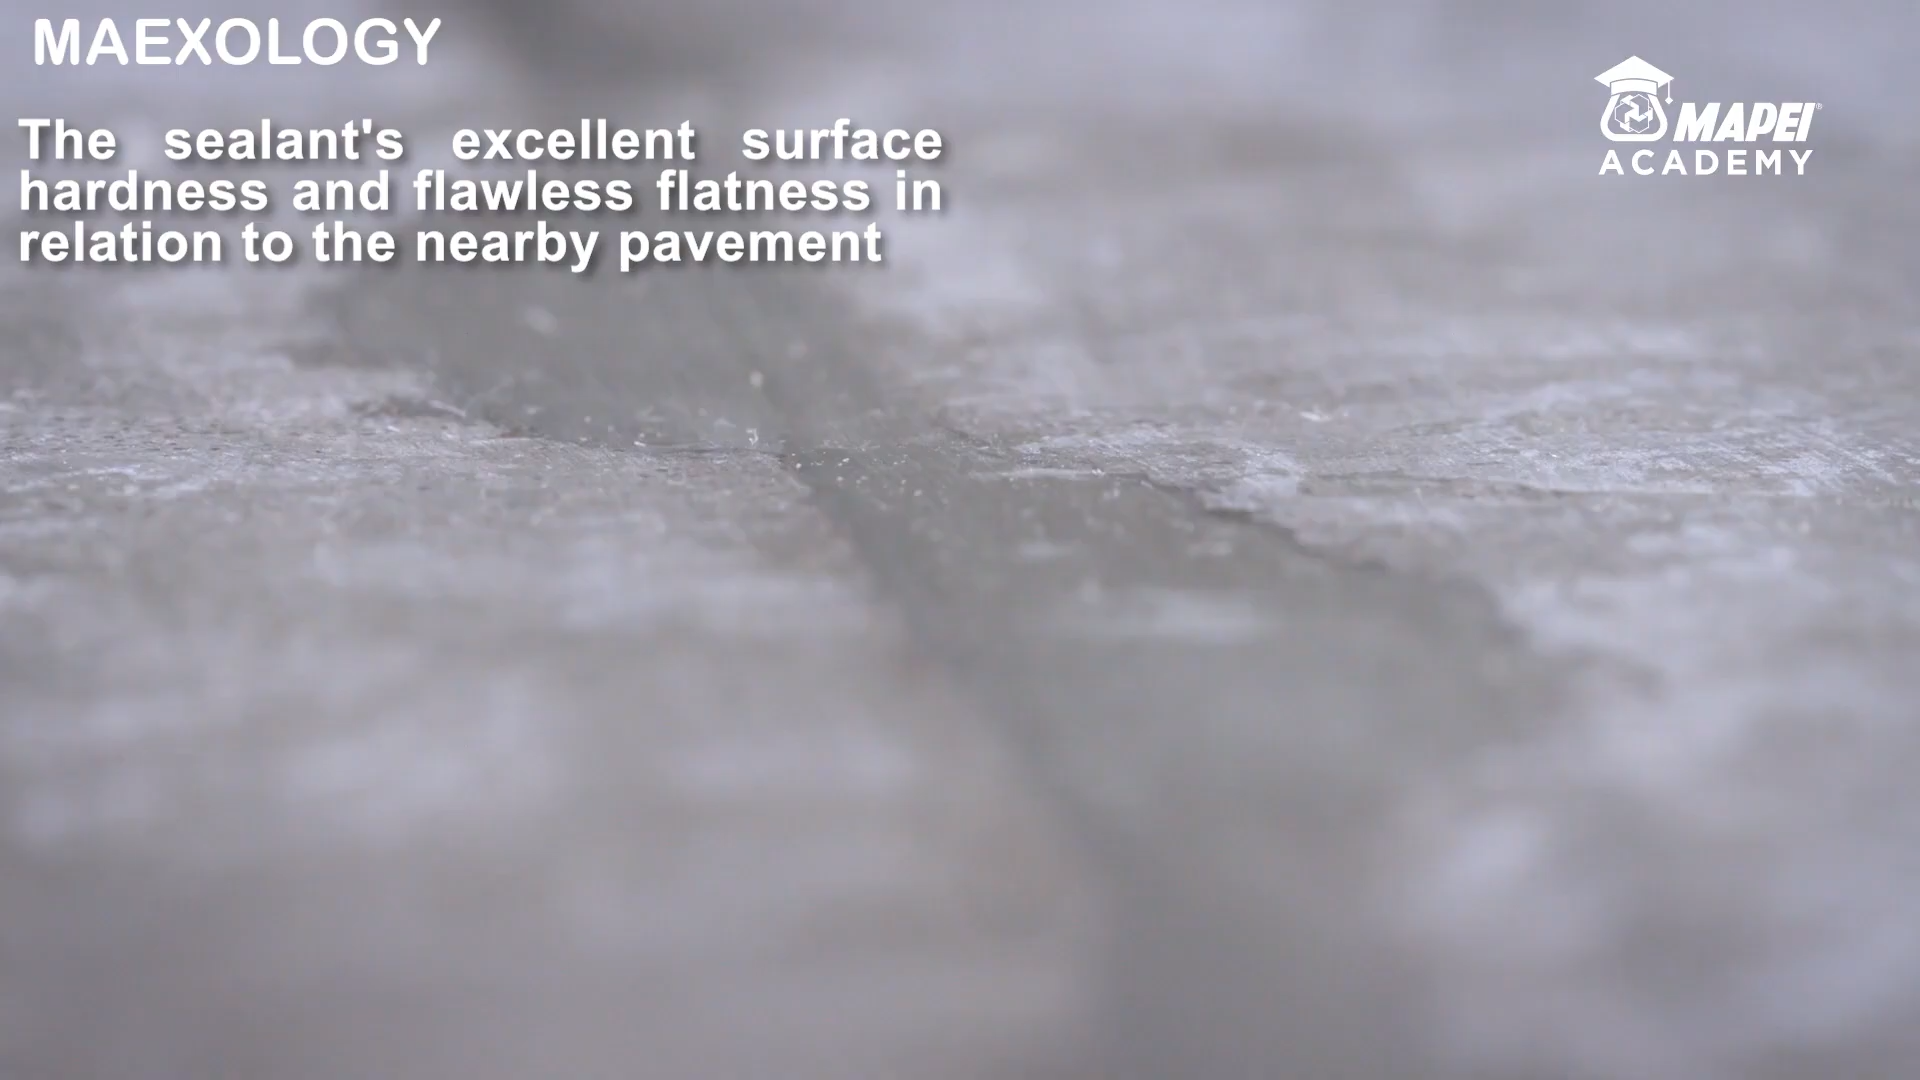 MAEXOLOGY
The sealant's excellent surface
hardness and flawless flatness in
relation to the nearby pavement
MAPEI®
ACADEMY